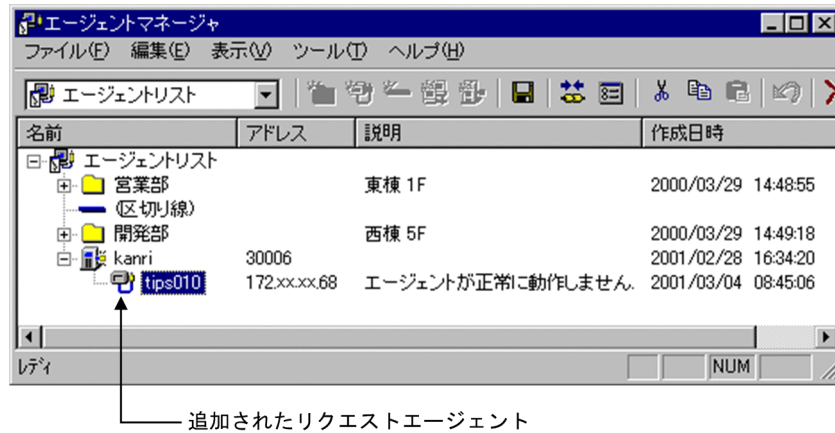 エージェントマネージャ
ファイル(F) 編集(E) 表示(V) ツール(T) ヘルプ(H)
エージェントリスト
名前 アドレス 説明 作成日時
エージェントリスト
営業部 東棟 1F 2000/03/29 14:48:55
(区切り線)
開発部 西棟 5F 2000/03/29 14:49:18
kanri 30006 2001/02/28 16:34:20
tips010 172.xx.xx.68 エージェントが正常に動作しません. 2001/03/04 08:45:06
レディ NUM
追加されたリクエストエージェント